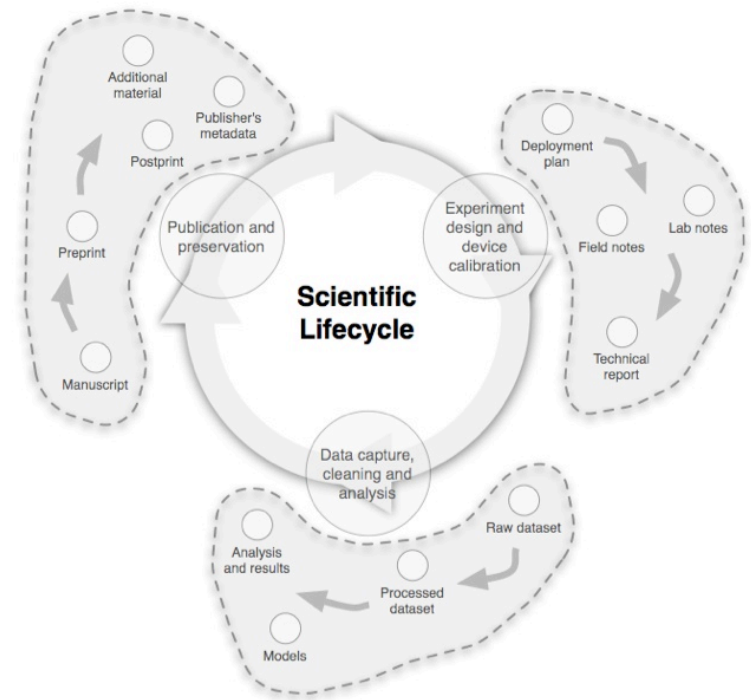 Additional
material
Publisher's
metadata
Postprint
Preprint
Manuscript
Publication and
preservation
Scientific
Lifecycle
Experiment
design and
device
calibration
Deployment
plan
Lab notes
Field notes
Technical
report
Data capture,
cleaning and
analysis
Raw dataset
Processed
dataset
Analysis
and results
Models